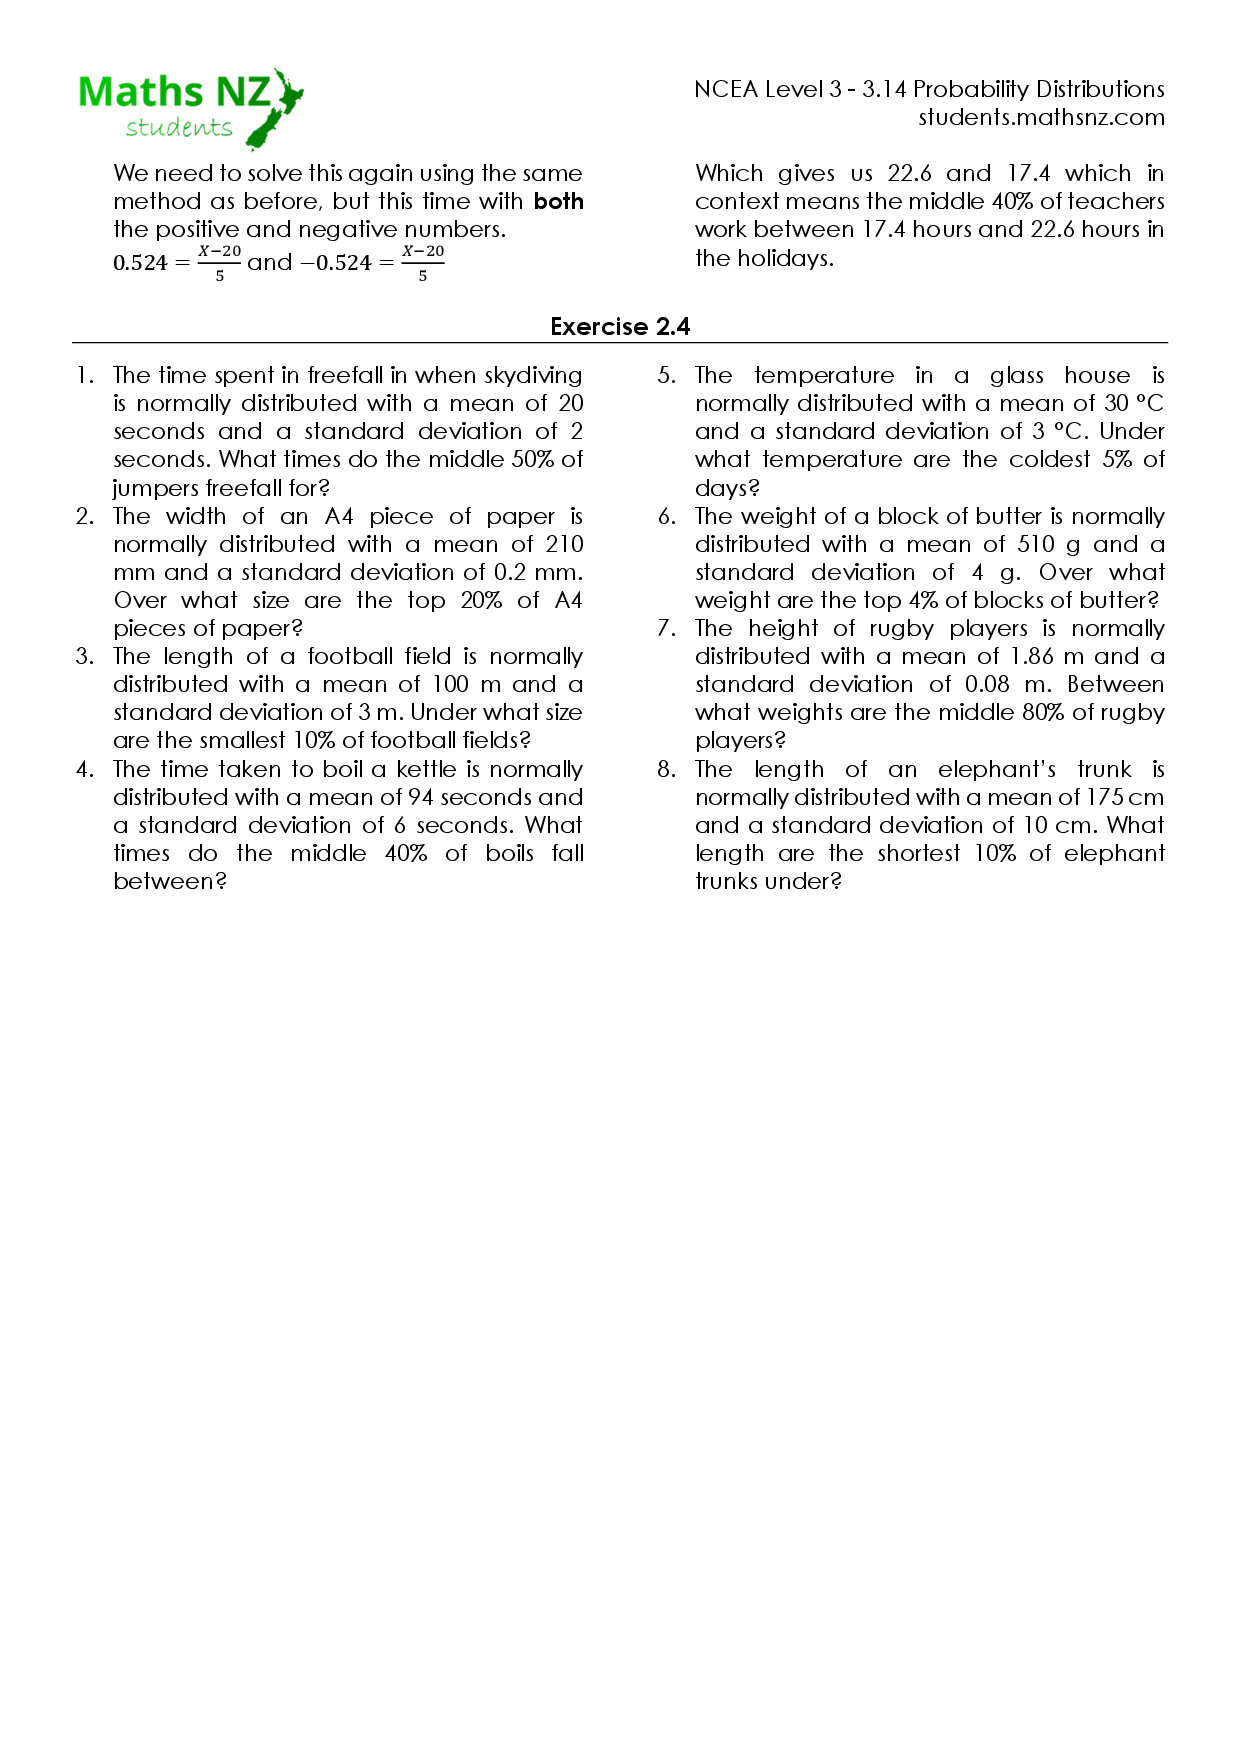 Maths NZ
students
NCEA Level 3 - 3.14 Probability Distributions
students.mathsnz.com
We need to solve this again using the same
method as before, but this time with both
the positive and negative numbers.
0.524 = (X−20)/5 and −0.524 = (X−20)/5
Which gives us 22.6 and 17.4 which in
context means the middle 40% of teachers
work between 17.4 hours and 22.6 hours in
the holidays.
Exercise 2.4
1. The time spent in freefall in when skydiving
is normally distributed with a mean of 20
seconds and a standard deviation of 2
seconds. What times do the middle 50% of
jumpers freefall for?
2. The width of an A4 piece of paper is
normally distributed with a mean of 210
mm and a standard deviation of 0.2 mm.
Over what size are the top 20% of A4
pieces of paper?
3. The length of a football field is normally
distributed with a mean of 100 m and a
standard deviation of 3 m. Under what size
are the smallest 10% of football fields?
4. The time taken to boil a kettle is normally
distributed with a mean of 94 seconds and
a standard deviation of 6 seconds. What
times do the middle 40% of boils fall
between?
5. The temperature in a glass house is
normally distributed with a mean of 30 °C
and a standard deviation of 3 °C. Under
what temperature are the coldest 5% of
days?
6. The weight of a block of butter is normally
distributed with a mean of 510 g and a
standard deviation of 4 g. Over what
weight are the top 4% of blocks of butter?
7. The height of rugby players is normally
distributed with a mean of 1.86 m and a
standard deviation of 0.08 m. Between
what weights are the middle 80% of rugby
players?
8. The length of an elephant’s trunk is
normally distributed with a mean of 175 cm
and a standard deviation of 10 cm. What
length are the shortest 10% of elephant
trunks under?